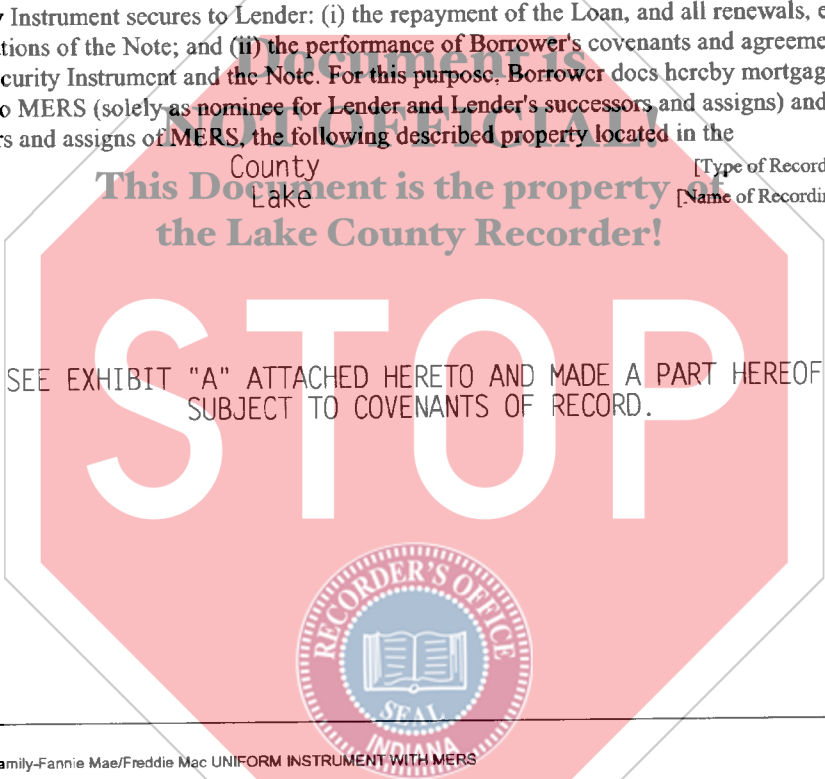 y Instrument secures to Lender: (i) the repayment of the Loan, and all renewals, e
tions of the Note; and (ii) the performance of Borrower's covenants and agreeme
curity Instrument and the Note. For this purpose, Borrower does hereby mortgag
o MERS (solely as nominee for Lender and Lender's successors and assigns) and
rs and assigns of MERS, the following described property located in the
County [Type of Record
Lake [Name of Recordin
Document is
NOT OFFICIAL!
This Document is the property of
the Lake County Recorder!
STOP
SEE EXHIBIT "A" ATTACHED HERETO AND MADE A PART HEREOF
SUBJECT TO COVENANTS OF RECORD.
RECORDER'S OFFICE
SEAL
INDIANA
amily-Fannie Mae/Freddie Mac UNIFORM INSTRUMENT WITH MERS